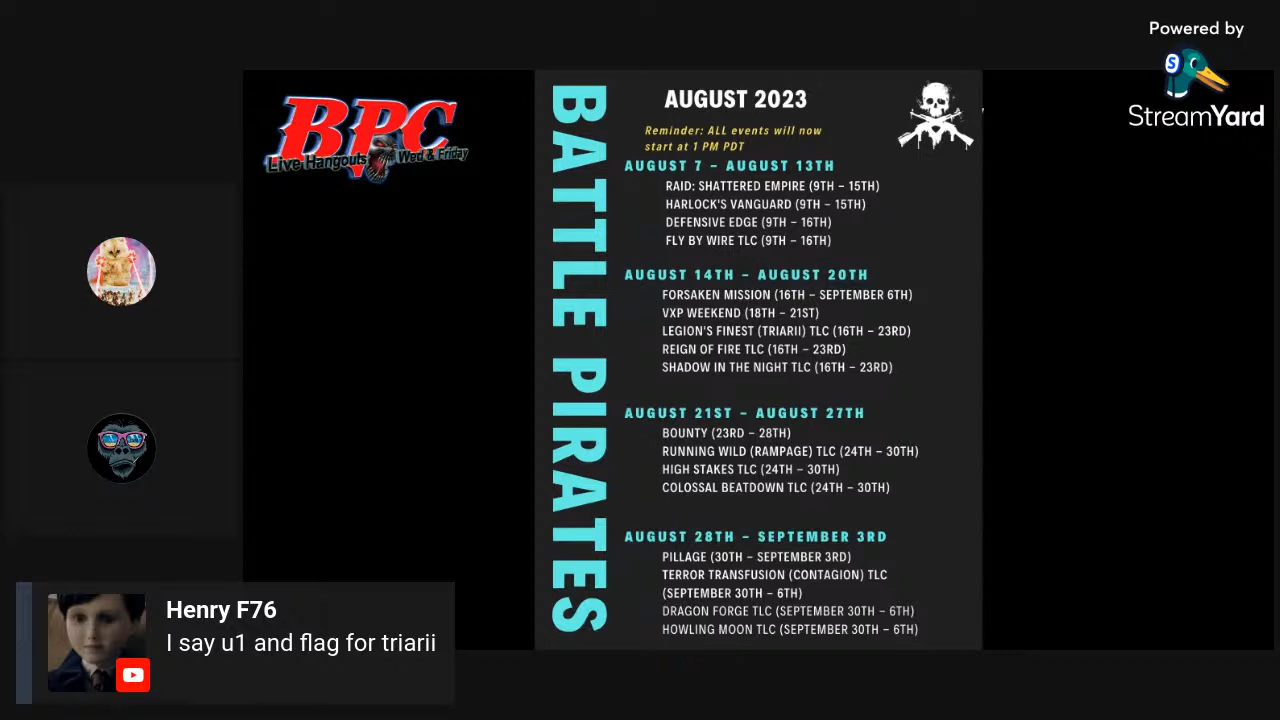 Powered by
StreamYard
BPC
Live Hangouts Wed & Friday
BATTLE PIRATES
AUGUST 2023
Reminder: ALL events will now
start at 1 PM PDT
AUGUST 7 – AUGUST 13TH
RAID: SHATTERED EMPIRE (9TH – 15TH)
HARLOCK'S VANGUARD (9TH – 15TH)
DEFENSIVE EDGE (9TH – 16TH)
FLY BY WIRE TLC (9TH – 16TH)
AUGUST 14TH – AUGUST 20TH
FORSAKEN MISSION (16TH – SEPTEMBER 6TH)
VXP WEEKEND (18TH – 21ST)
LEGION'S FINEST (TRIARII) TLC (16TH – 23RD)
REIGN OF FIRE TLC (16TH – 23RD)
SHADOW IN THE NIGHT TLC (16TH – 23RD)
AUGUST 21ST – AUGUST 27TH
BOUNTY (23RD – 28TH)
RUNNING WILD (RAMPAGE) TLC (24TH – 30TH)
HIGH STAKES TLC (24TH – 30TH)
COLOSSAL BEATDOWN TLC (24TH – 30TH)
AUGUST 28TH – SEPTEMBER 3RD
PILLAGE (30TH – SEPTEMBER 3RD)
TERROR TRANSFUSION (CONTAGION) TLC
(SEPTEMBER 30TH – 6TH)
DRAGON FORGE TLC (SEPTEMBER 30TH – 6TH)
HOWLING MOON TLC (SEPTEMBER 30TH – 6TH)
Henry F76
I say u1 and flag for triarii